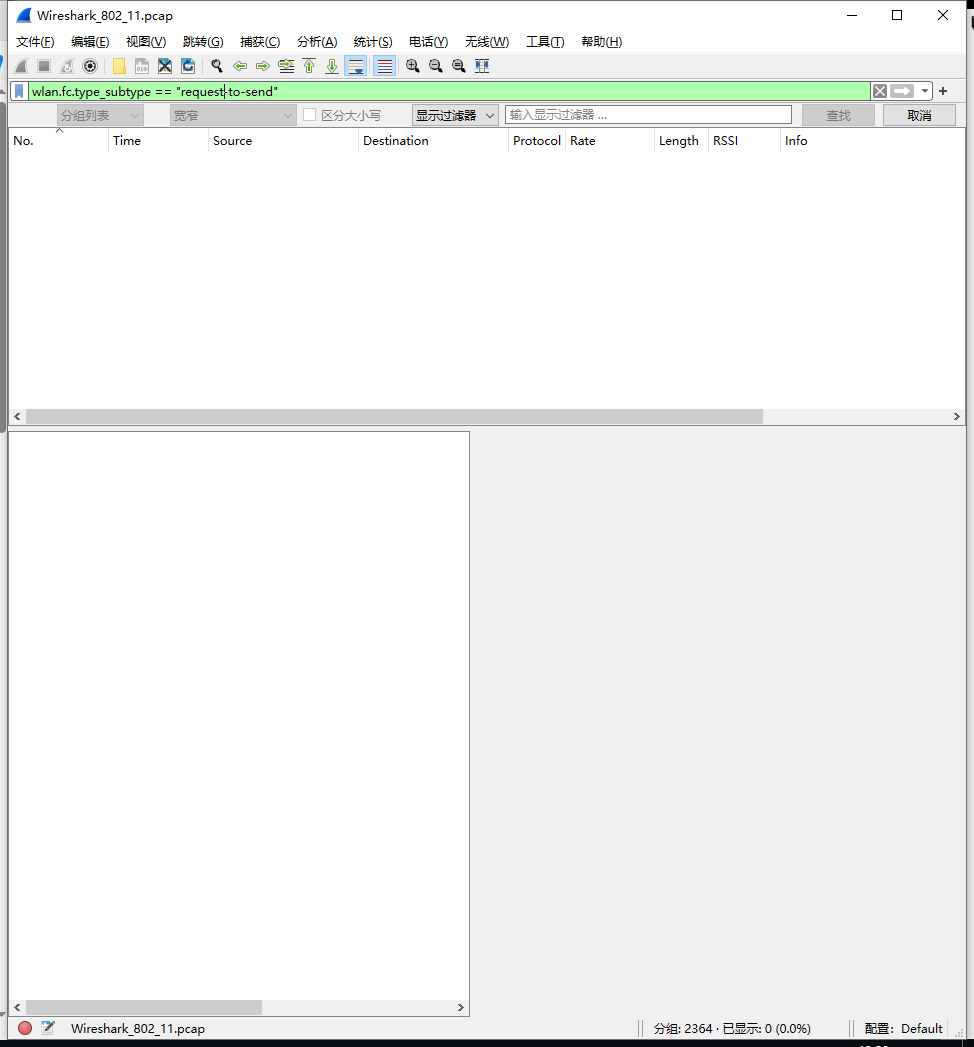 Wireshark_802_11.pcap
文件(F) 编辑(E) 视图(V) 跳转(G) 捕获(C) 分析(A) 统计(S) 电话(Y) 无线(W) 工具(T) 帮助(H)
wlan.fc.type_subtype == "request-to-send"
分组列表 宽窄 区分大小写 显示过滤器 输入显示过滤器 … 查找 取消
No. Time Source Destination Protocol Rate Length RSSI Info
Wireshark_802_11.pcap 分组: 2364 · 已显示: 0 (0.0%) 配置: Default